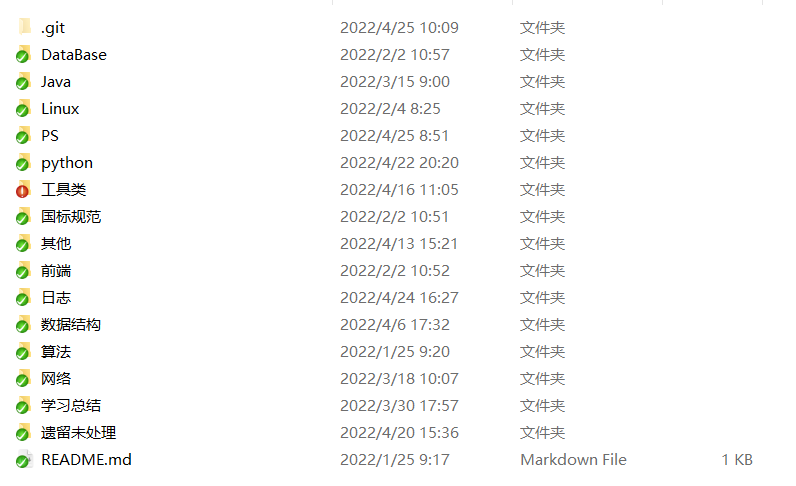 .git 2022/4/25 10:09 文件夹
DataBase 2022/2/2 10:57 文件夹
Java 2022/3/15 9:00 文件夹
Linux 2022/2/4 8:25 文件夹
PS 2022/4/25 8:51 文件夹
python 2022/4/22 20:20 文件夹
工具类 2022/4/16 11:05 文件夹
国标规范 2022/2/2 10:51 文件夹
其他 2022/4/13 15:21 文件夹
前端 2022/2/2 10:52 文件夹
日志 2022/4/24 16:27 文件夹
数据结构 2022/4/6 17:32 文件夹
算法 2022/1/25 9:20 文件夹
网络 2022/3/18 10:07 文件夹
学习总结 2022/3/30 17:57 文件夹
遗留未处理 2022/4/20 15:36 文件夹
README.md 2022/1/25 9:17 Markdown File 1 KB